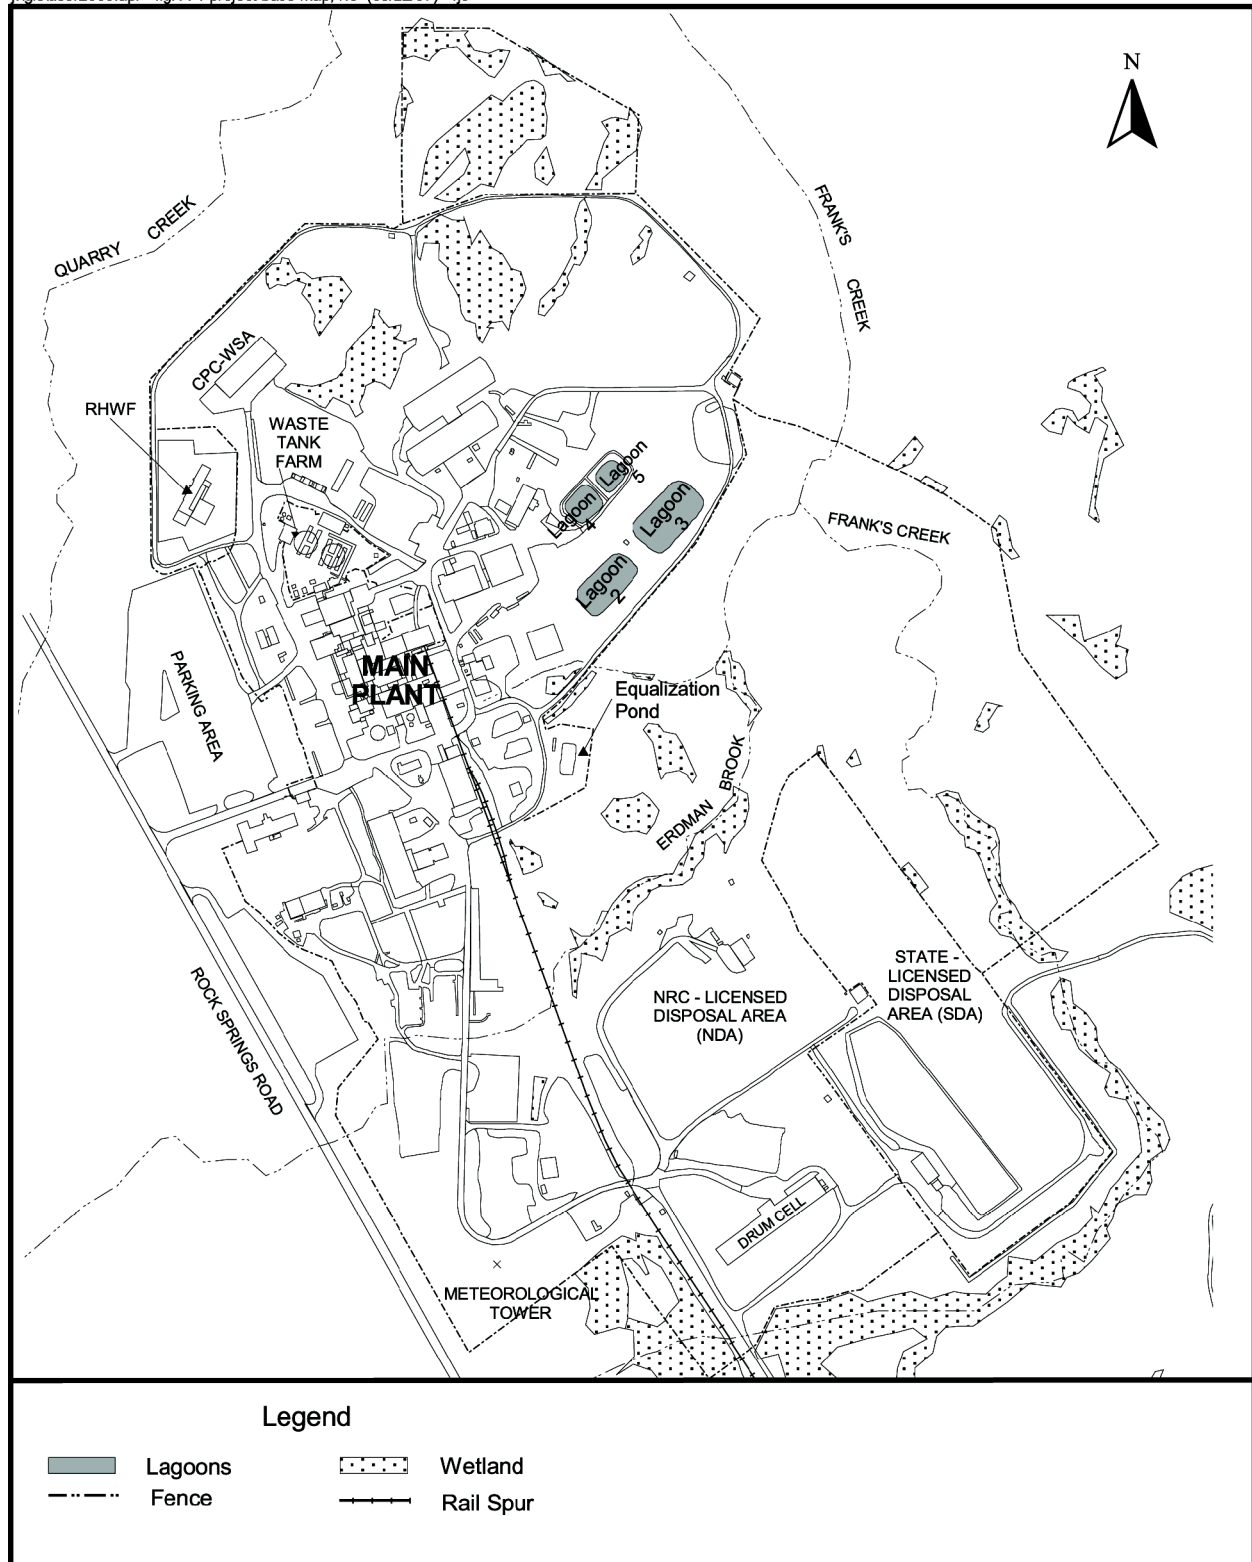 N
FRANK'S
CREEK
QUARRY CREEK
CPC-WSA
RHWF
WASTE
TANK
FARM
Lagoon
5
Lagoon
4
Lagoon
3
Lagoon
2
FRANK'S CREEK
MAIN
PLANT
PARKING AREA
Equalization
Pond
ERDMAN BROOK
ROCK SPRINGS ROAD
NRC - LICENSED
DISPOSAL AREA
(NDA)
STATE -
LICENSED
DISPOSAL
AREA (SDA)
DRUM CELL
METEOROLOGICAL
TOWER
Legend
Lagoons
Wetland
Fence
Rail Spur